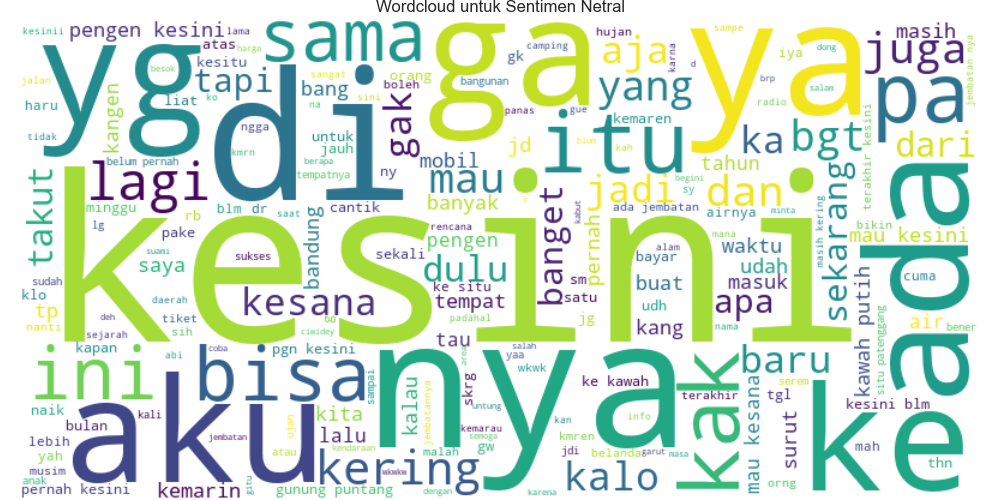 Wordcloud untuk Sentimen Netral
kesinii
pengen kesini
lama
sama
ga
ya
sampe
masih
kesitu
atas
harga
jalan
besok
dong
hujan
camping
gk
aja
iya
juga
yg
di
tapi
bang
orang
yang
pa
haru
liat
kangen
ko
sangat
boleh
bangunan
karna
d
brp
salam
jembatan nya
na
sini
panas
gue
radio
tidak
ngga
untuk
jauh
gak
itu
kemaren
ka
bgt
dari
kmrn
berapa
tempatnya
belum pernah
jd
blum
kah
tahun
terakhir kesini
takut
lagi
mobil
mau
ny
jadi
dan
sy
begini
sekarang
ada
minggu
rb
blm
dr
saat
cantik
banyak
y
kabut
pernah
ada jembatan
airnya
minta
masih kering
bikin
mau kesini
lg
pake
bandung
kesini
rencana
pengen
banget
alam
mana
waktu
suami
sukses
sekali
saya
dulu
bayar
udah
sudah
klo
daerah
ke situ
sm
satu
buat
masuk
cuma
tp
kesana
tempat
apa
kawah putih
nanti
tiket
deh
sejarah
sih
ciwidey
60
padahal
jg
udh
kang
nama
air
bener
kapan
pgn kesini
tau
situ patenggang
ini
abi
coba
bisa
nya
yaa
salah
area
wkwk
kak
baru
ke
naik
sampai
kalau
skrg
untung
ke kawah
terakhir
serem
tgl
kesini blm
bulan
aku
kali
kita
jembatannya
kemarau
kan
info
mau kesana
surut
lebih
jembatan
ujan
lalu
gw
kmren
belanda
mah
yah
atau
kendaraan
malah
semoga
jdi
garut
masa
thn
musim
kering
wkwkw
kalo
anak
gitu
orng
pernah kesini
kemarin
gunung puntang
dengan
karena